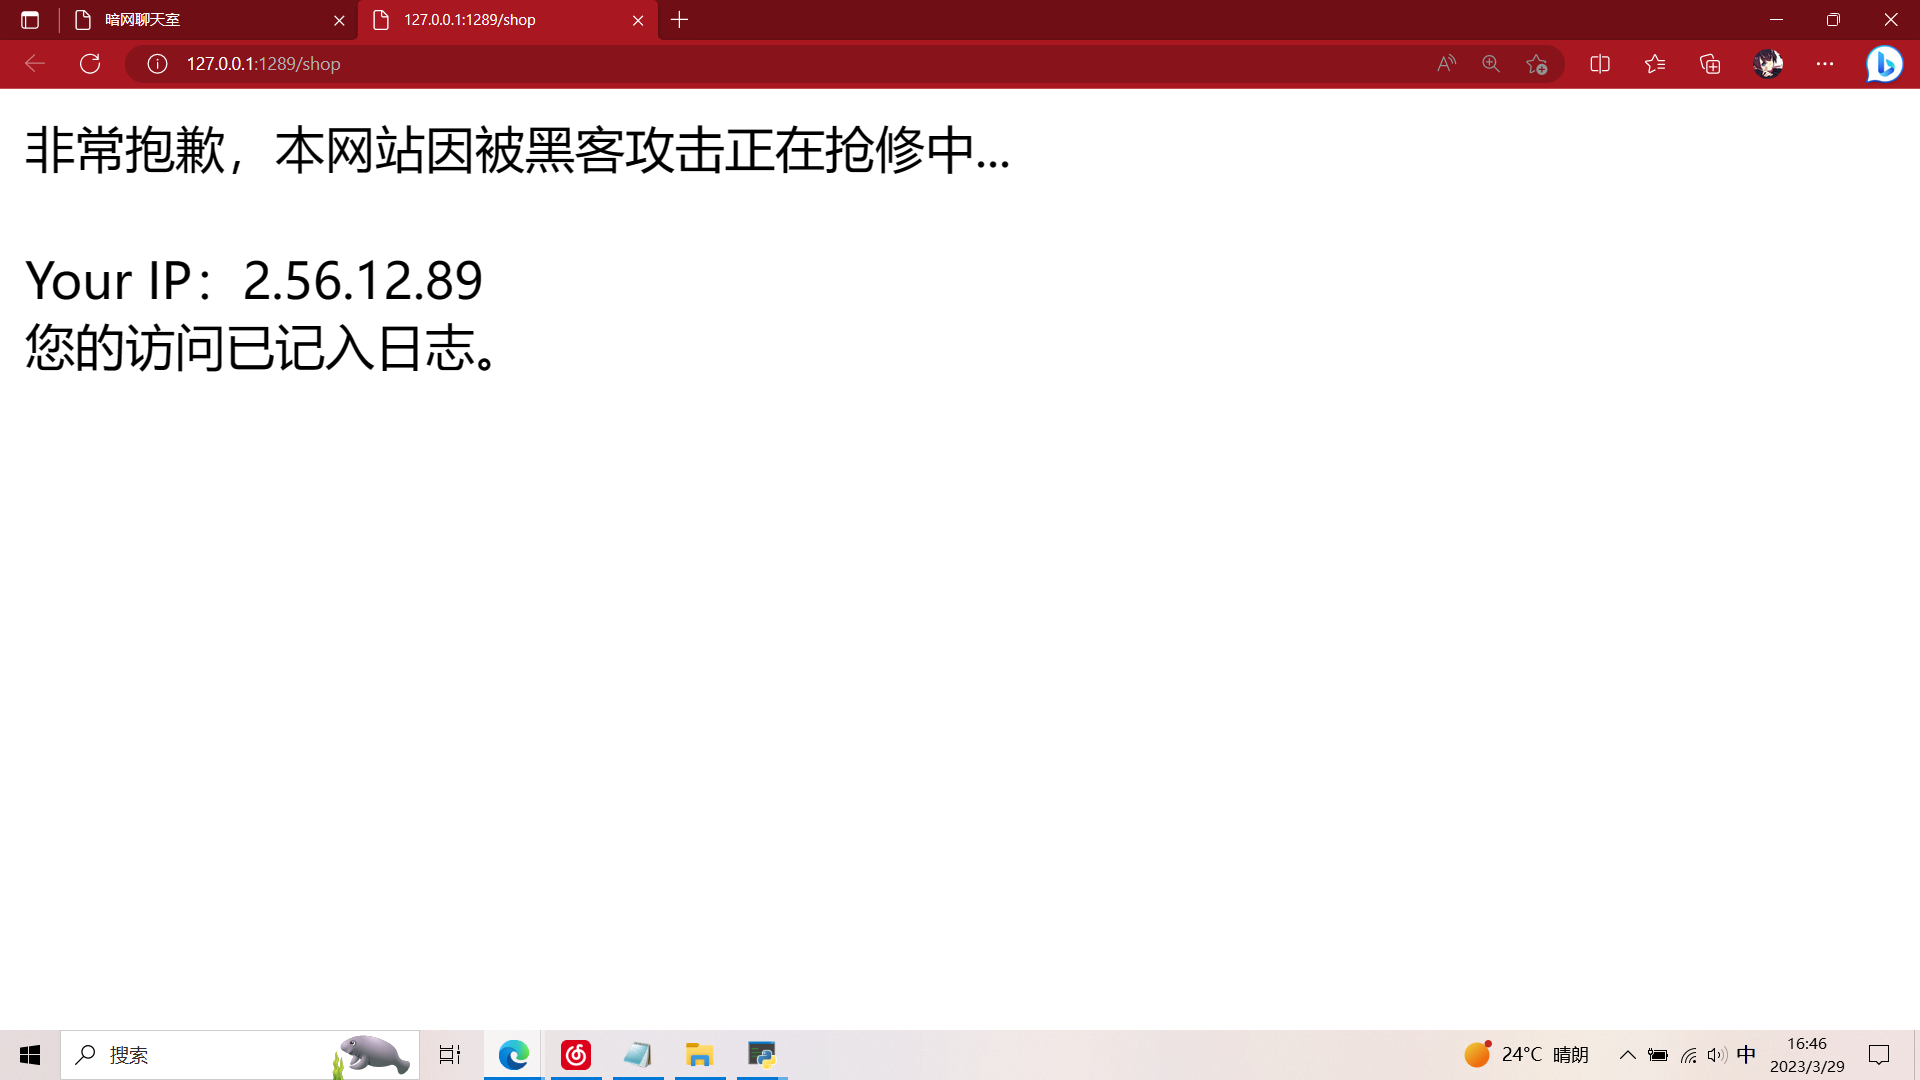 暗网聊天室
127.0.0.1:1289/shop
127.0.0.1:1289/shop
非常抱歉，本网站因被黑客攻击正在抢修中...
Your IP：2.56.12.89
您的访问已记入日志。
搜索
24°C 晴朗
中
16:46
2023/3/29